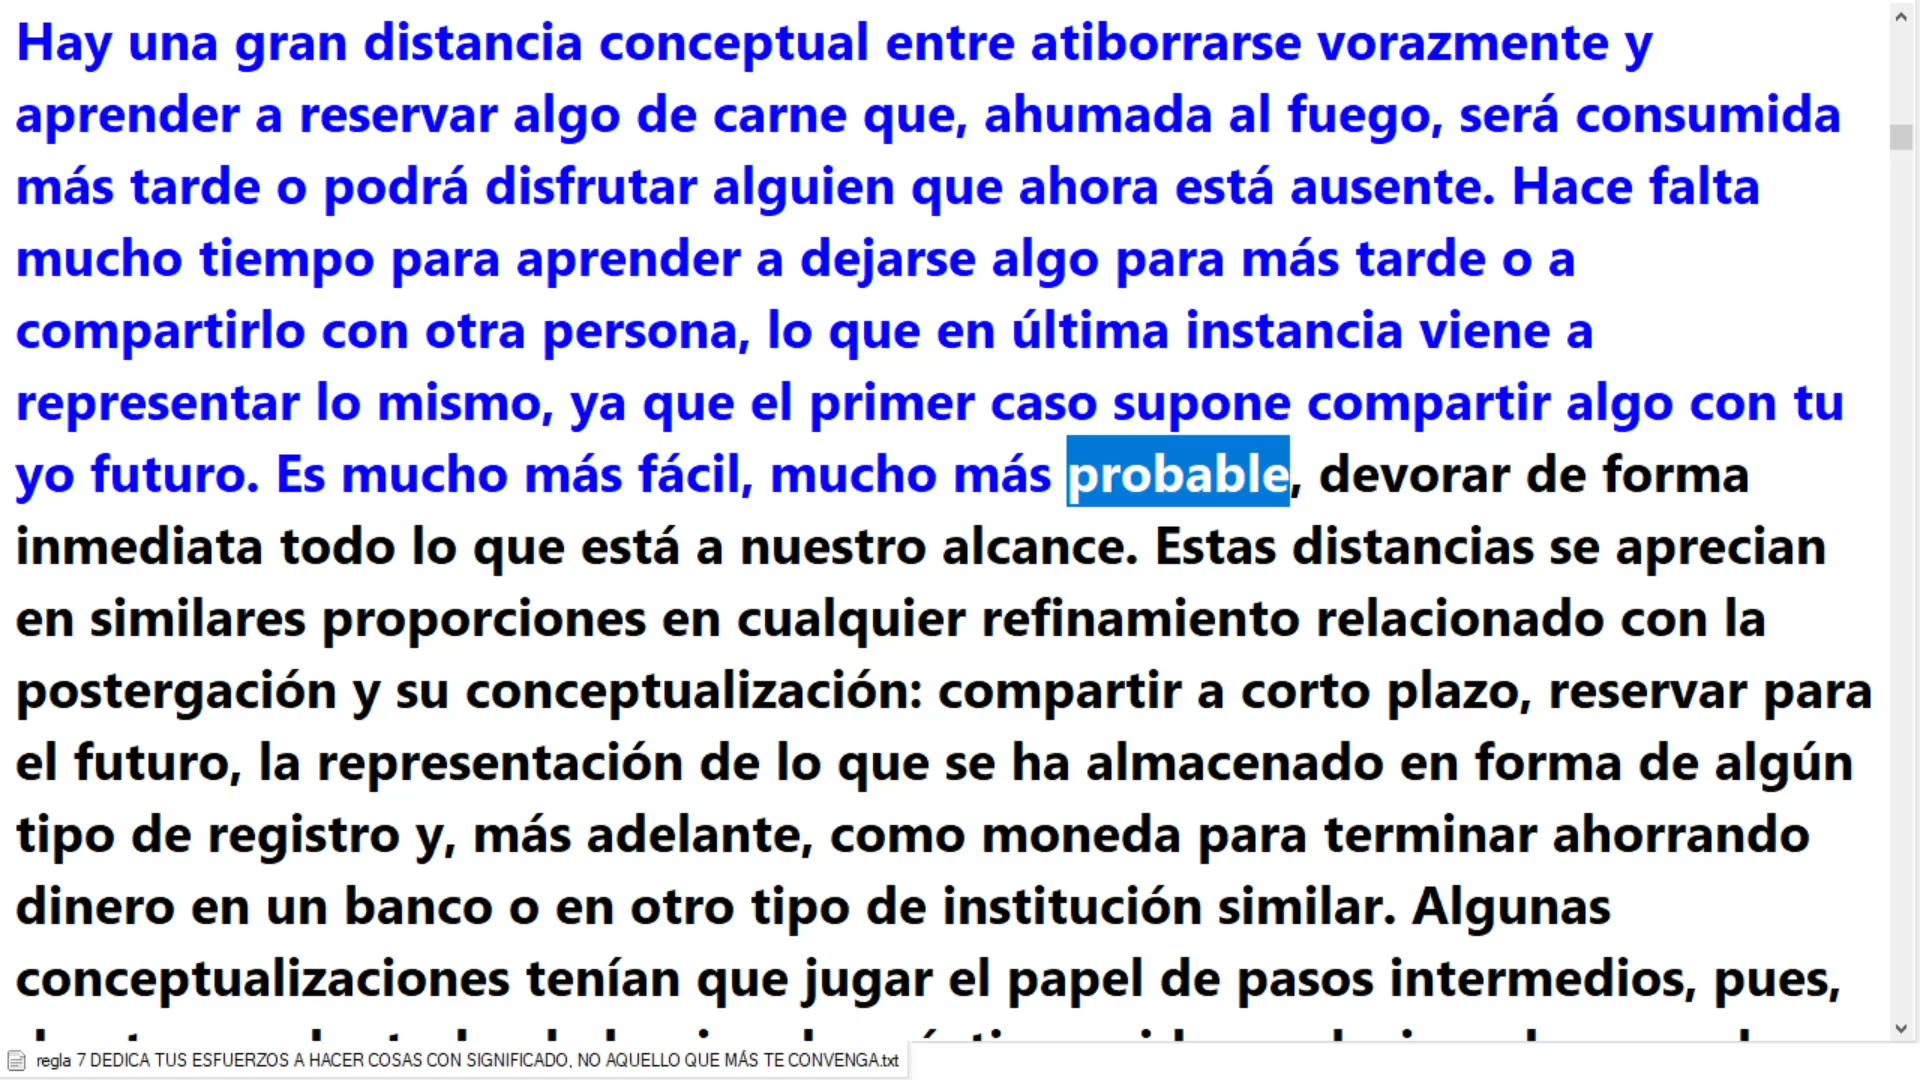 Hay una gran distancia conceptual entre atiborrarse vorazmente y
aprender a reservar algo de carne que, ahumada al fuego, será consumida
más tarde o podrá disfrutar alguien que ahora está ausente. Hace falta
mucho tiempo para aprender a dejarse algo para más tarde o a
compartirlo con otra persona, lo que en última instancia viene a
representar lo mismo, ya que el primer caso supone compartir algo con tu
yo futuro. Es mucho más fácil, mucho más probable, devorar de forma
inmediata todo lo que está a nuestro alcance. Estas distancias se aprecian
en similares proporciones en cualquier refinamiento relacionado con la
postergación y su conceptualización: compartir a corto plazo, reservar para
el futuro, la representación de lo que se ha almacenado en forma de algún
tipo de registro y, más adelante, como moneda para terminar ahorrando
dinero en un banco o en otro tipo de institución similar. Algunas
conceptualizaciones tenían que jugar el papel de pasos intermedios, pues,
regla 7 DEDICA TUS ESFUERZOS A HACER COSAS CON SIGNIFICADO, NO AQUELLO QUE MÁS TE CONVENGA.txt